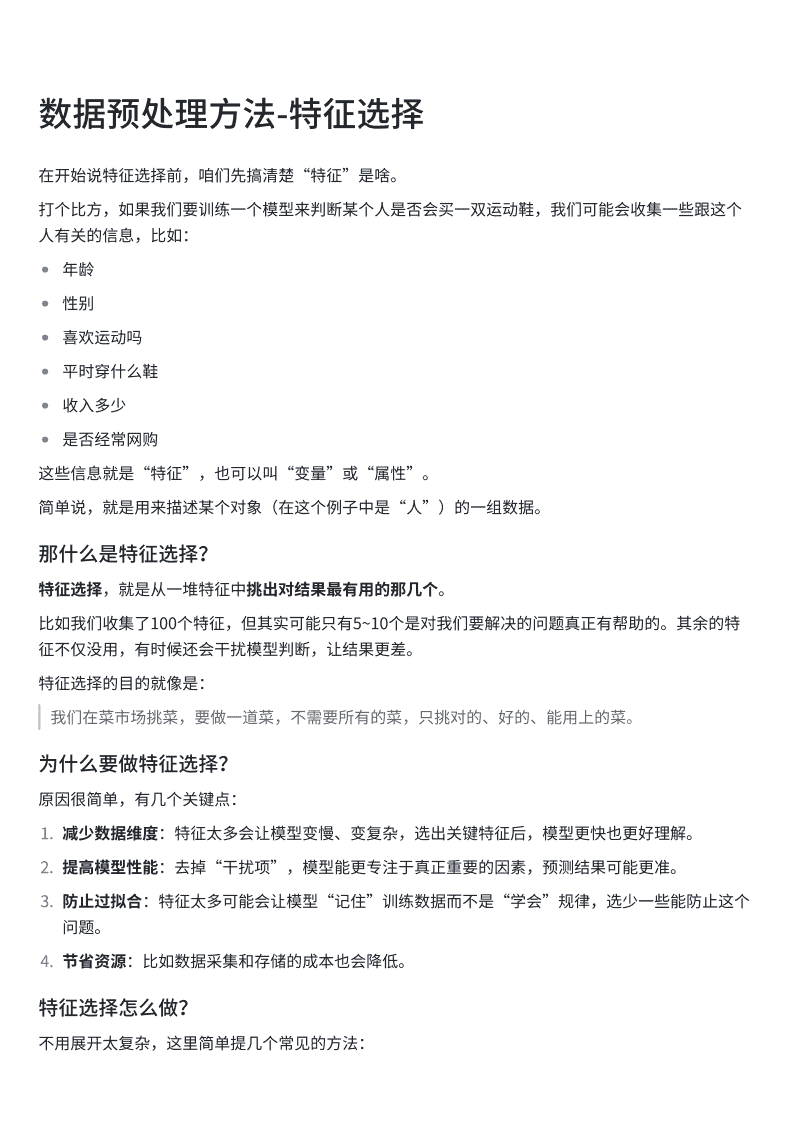 数据预处理方法-特征选择
在开始说特征选择前，咱们先搞清楚“特征”是啥。
打个比方，如果我们要训练一个模型来判断某个人是否会买一双运动鞋，我们可能会收集一些跟这个
人有关的信息，比如：
• 年龄
• 性别
• 喜欢运动吗
• 平时穿什么鞋
• 收入多少
• 是否经常网购
这些信息就是“特征”，也可以叫“变量”或“属性”。
简单说，就是用来描述某个对象（在这个例子中是“人”）的一组数据。
那什么是特征选择？
特征选择，就是从一堆特征中挑出对结果最有用的那几个。
比如我们收集了100个特征，但其实可能只有5~10个是对我们要解决的问题真正有帮助的。其余的特
征不仅没用，有时候还会干扰模型判断，让结果更差。
特征选择的目的就像是：
我们在菜市场挑菜，要做一道菜，不需要所有的菜，只挑对的、好的、能用上的菜。
为什么要做特征选择？
原因很简单，有几个关键点：
1. 减少数据维度：特征太多会让模型变慢、变复杂，选出关键特征后，模型更快也更好理解。
2. 提高模型性能：去掉“干扰项”，模型能更专注于真正重要的因素，预测结果可能更准。
3. 防止过拟合：特征太多可能会让模型“记住”训练数据而不是“学会”规律，选少一些能防止这个
问题。
4. 节省资源：比如数据采集和存储的成本也会降低。
特征选择怎么做？
不用展开太复杂，这里简单提几个常见的方法：